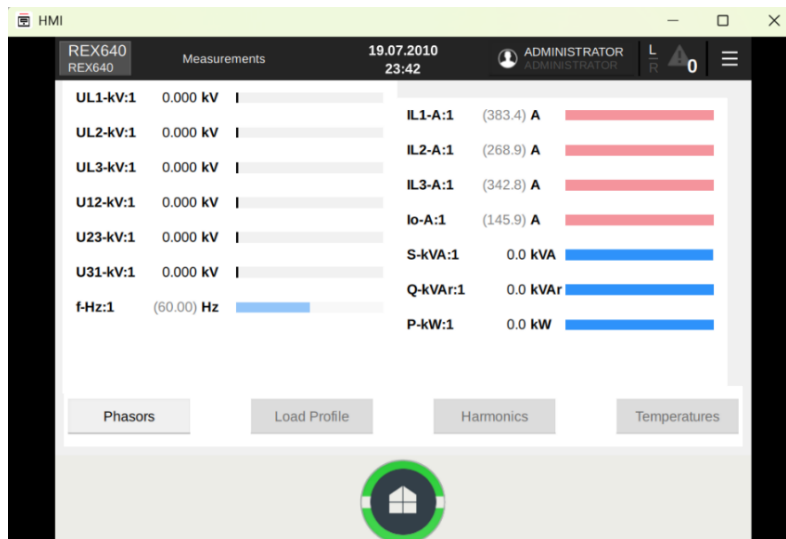 HMI
REX640
REX640
Measurements
19.07.2010
23:42
ADMINISTRATOR
ADMINISTRATOR
L
R
0
UL1-kV:1 0.000 kV
UL2-kV:1 0.000 kV
UL3-kV:1 0.000 kV
U12-kV:1 0.000 kV
U23-kV:1 0.000 kV
U31-kV:1 0.000 kV
f-Hz:1 (60.00) Hz
IL1-A:1 (383.4) A
IL2-A:1 (268.9) A
IL3-A:1 (342.8) A
Io-A:1 (145.9) A
S-kVA:1 0.0 kVA
Q-kVAr:1 0.0 kVAr
P-kW:1 0.0 kW
Phasors
Load Profile
Harmonics
Temperatures